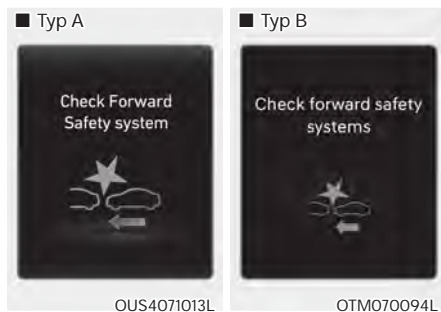 ■ Typ A
Check Forward
Safety system
OUS4071013L
■ Typ B
Check forward safety
systems
OTM070094L